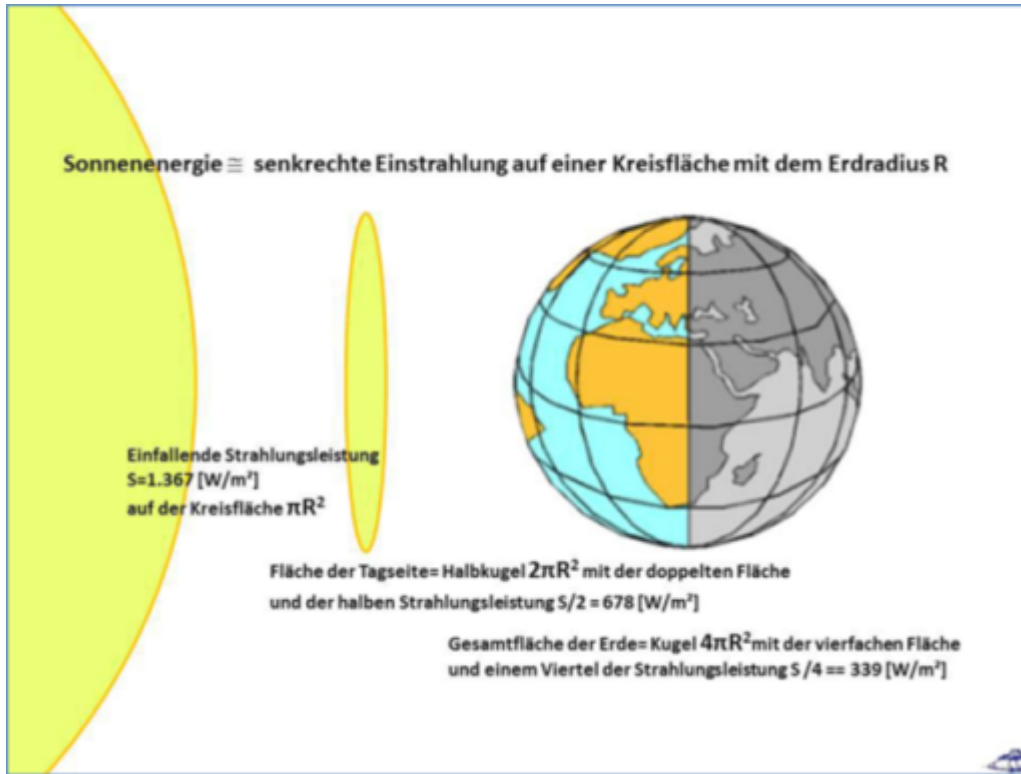 Sonnenenergie ≅ senkrechte Einstrahlung auf einer Kreisfläche mit dem Erdradius R
Einfallende Strahlungsleistung
S=1.367 [W/m²]
auf der Kreisfläche πR²
Fläche der Tagseite= Halbkugel 2πR² mit der doppelten Fläche
und der halben Strahlungsleistung S/2 = 678 [W/m²]
Gesamtfläche der Erde= Kugel 4πR² mit der vierfachen Fläche
und einem Viertel der Strahlungsleistung S /4 == 339 [W/m²]